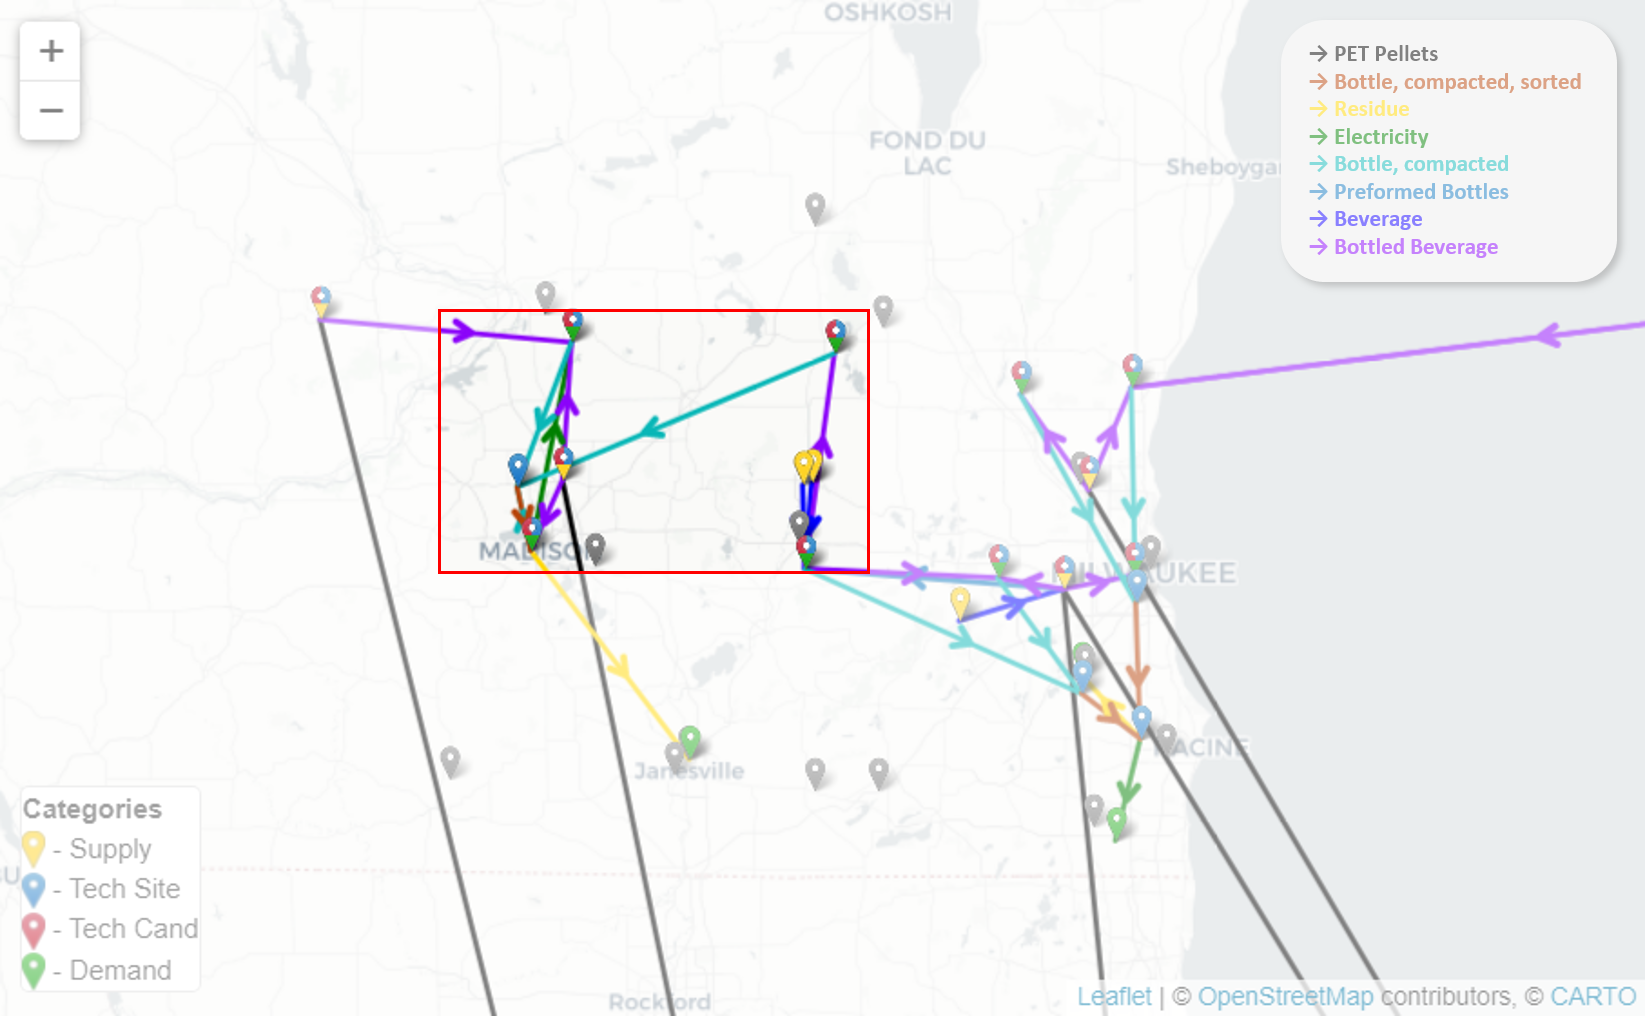 OSHKOSH
+
−
→ PET Pellets
→ Bottle, compacted, sorted
→ Residue
→ Electricity
→ Bottle, compacted
→ Preformed Bottles
→ Beverage
→ Bottled Beverage
FOND DU
LAC
Sheboygan
MADISON
MILWAUKEE
RACINE
Janesville
Categories
- Supply
- Tech Site
- Tech Cand
- Demand
Rockford
Leaflet | © OpenStreetMap contributors, © CARTO